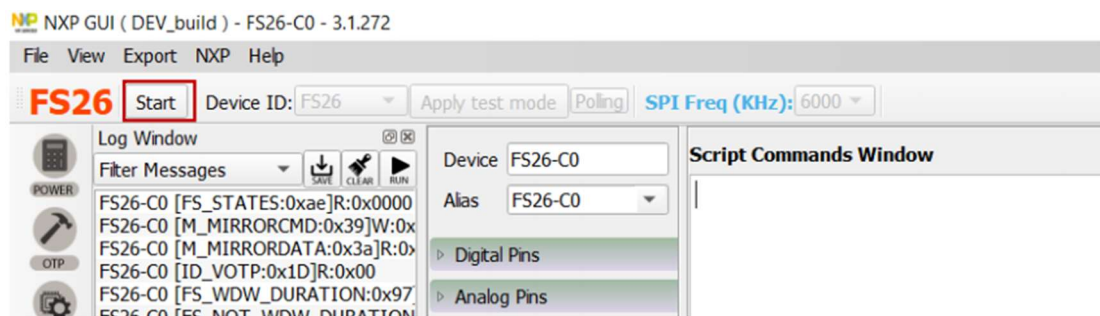 NXP GUI ( DEV_build ) - FS26-C0 - 3.1.272
File View Export NXP Help
FS26 Start Device ID: FS26 Apply test mode Polling SPI Freq (KHz): 6000
Log Window
Filter Messages SAVE CLEAR RUN
POWER
OTP
FS26-C0 [FS_STATES:0xae]R:0x0000
FS26-C0 [M_MIRRORCMD:0x39]W:0x
FS26-C0 [M_MIRRORDATA:0x3a]R:0x
FS26-C0 [ID_VOTP:0x1D]R:0x00
FS26-C0 [FS_WDW_DURATION:0x97]
FS26-C0 [FS_NOT_WDW_DURATION
Device FS26-C0
Alias FS26-C0
Digital Pins
Analog Pins
Script Commands Window